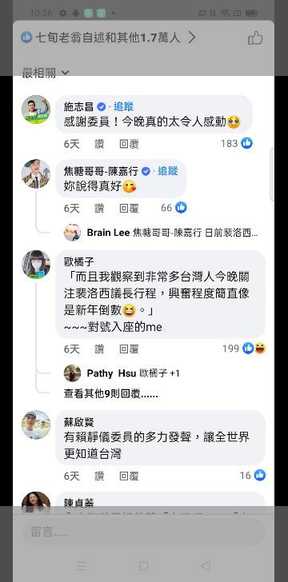 10:26
七旬老翁自述和其他1.7萬人
最相關
施志昌 · 追蹤
感謝委員！今晚真的太令人感動🥹
6天 讚 回覆 183
焦糖哥哥-陳嘉行 · 追蹤
妳說得真好😘
6天 讚 回覆 66
Brain Lee 焦糖哥哥-陳嘉行 日前裴洛西...
歐橘子
「而且我觀察到非常多台灣人今晚關
注裴洛西議長行程，興奮程度簡直像
是新年倒數😆。」
~~~對號入座的me
6天 讚 回覆 199
Pathy Hsu 歐橘子 +1
查看其他9則回覆......
蘇啟賢
有賴靜儀委員的多力發聲，讓全世界
更知道台灣
6天 讚 回覆 16
陳貞
留言......